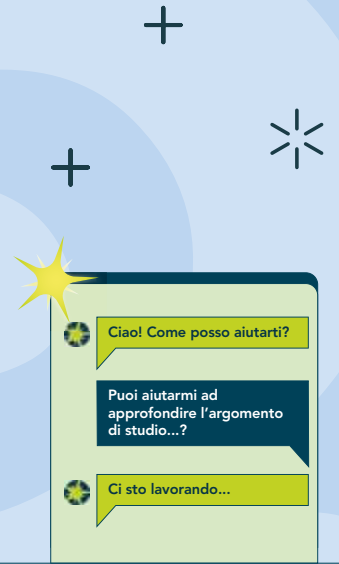 Ciao! Come posso aiutarti?
Puoi aiutarmi ad
approfondire l’argomento
di studio...?
Ci sto lavorando...